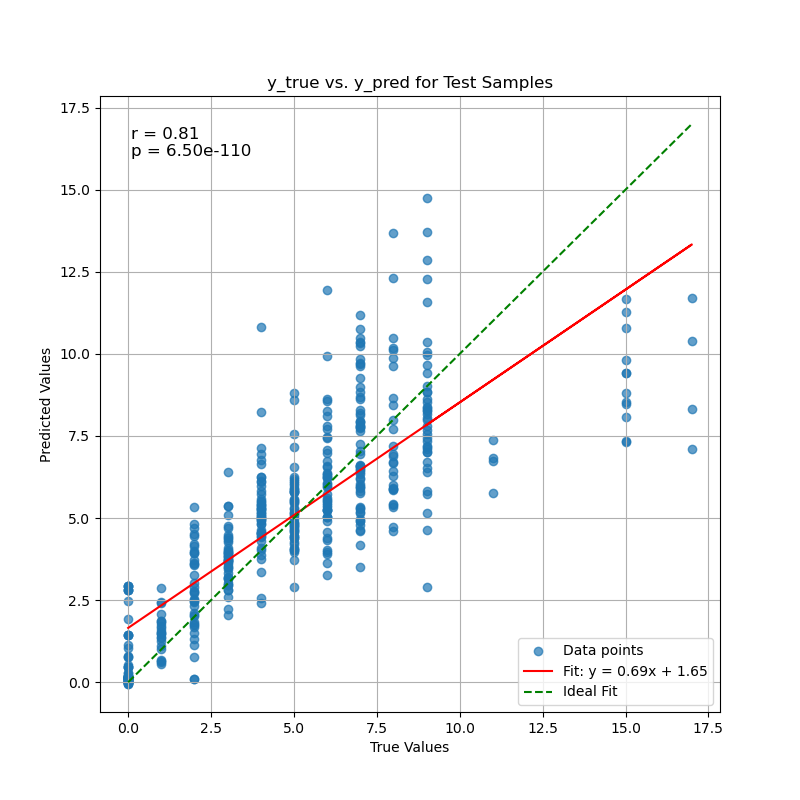 y_true vs. y_pred for Test Samples
17.5
15.0
12.5
10.0
7.5
5.0
2.5
0.0
Predicted Values
r = 0.81
p = 6.50e-110
Data points
Fit: y = 0.69x + 1.65
Ideal Fit
0.0 2.5 5.0 7.5 10.0 12.5 15.0 17.5
True Values